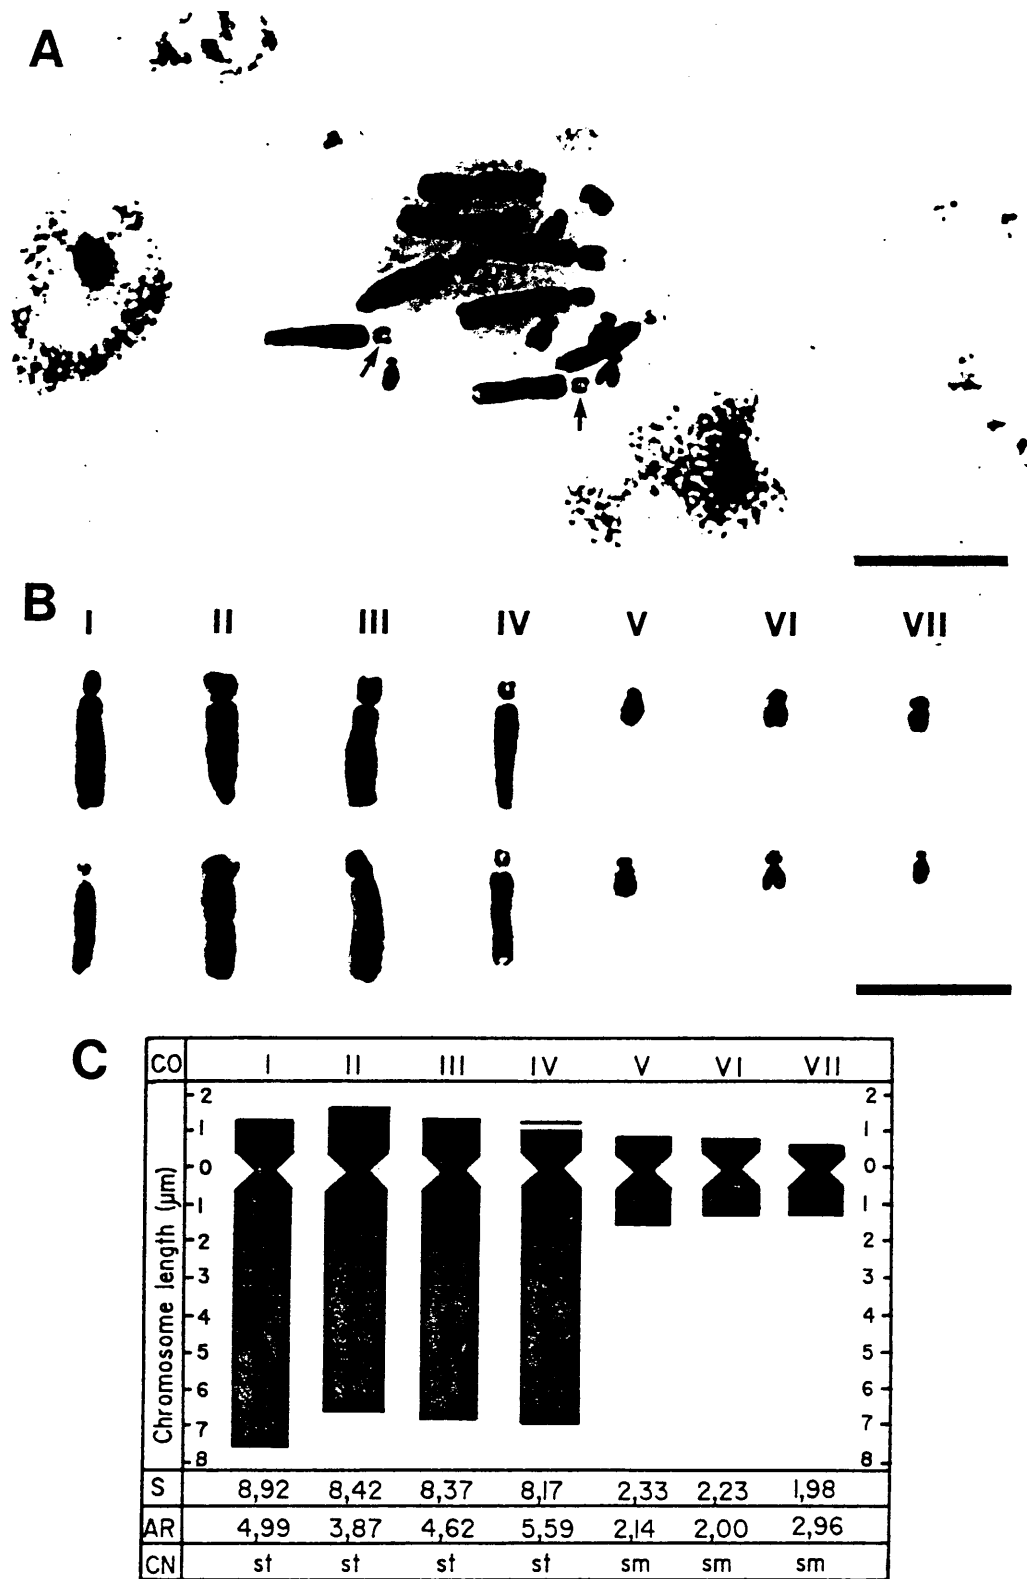 A
B
I II III IV V VI VII
C
CO I II III IV V VI VII
Chromosome length (μm)
2 2
1 1
0 0
1 1
2 2
3 3
4 4
5 5
6 6
7 7
8 8
S 8,92 8,42 8,37 8,17 2,33 2,23 1,98
AR 4,99 3,87 4,62 5,59 2,14 2,00 2,96
CN st st st st sm sm sm